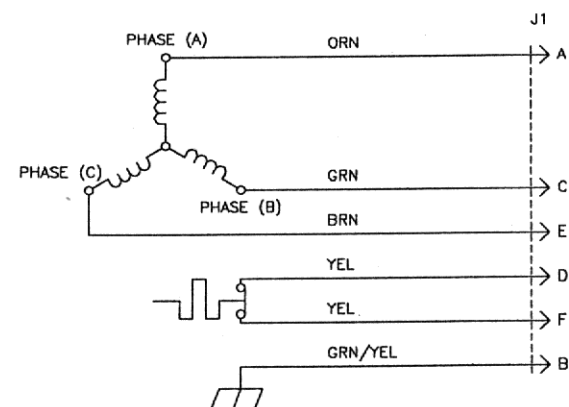 J1
PHASE (A)
ORN
A
PHASE (C)
PHASE (B)
GRN
C
BRN
E
YEL
D
YEL
F
GRN/YEL
B